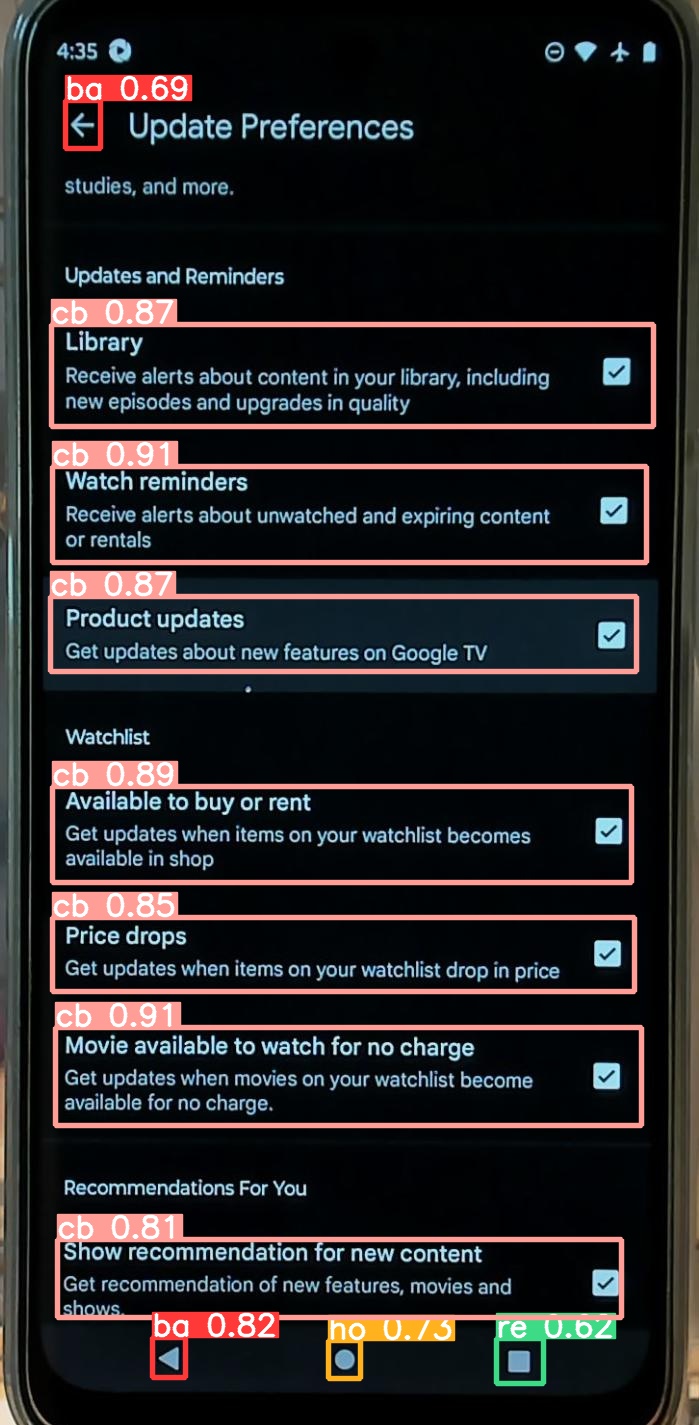 4:35
ba 0.69
Update Preferences
studies, and more.
Updates and Reminders
cb 0.87
Library
Receive alerts about content in your library, including
new episodes and upgrades in quality
cb 0.91
Watch reminders
Receive alerts about unwatched and expiring content
or rentals
cb 0.87
Product updates
Get updates about new features on Google TV
Watchlist
cb 0.89
Available to buy or rent
Get updates when items on your watchlist becomes
available in shop
cb 0.85
Price drops
Get updates when items on your watchlist drop in price
cb 0.91
Movie available to watch for no charge
Get updates when movies on your watchlist become
available for no charge.
Recommendations For You
cb 0.81
Show recommendation for new content
Get recommendation of new features, movies and
shows.
ba 0.82 ho 0.73 re 0.62